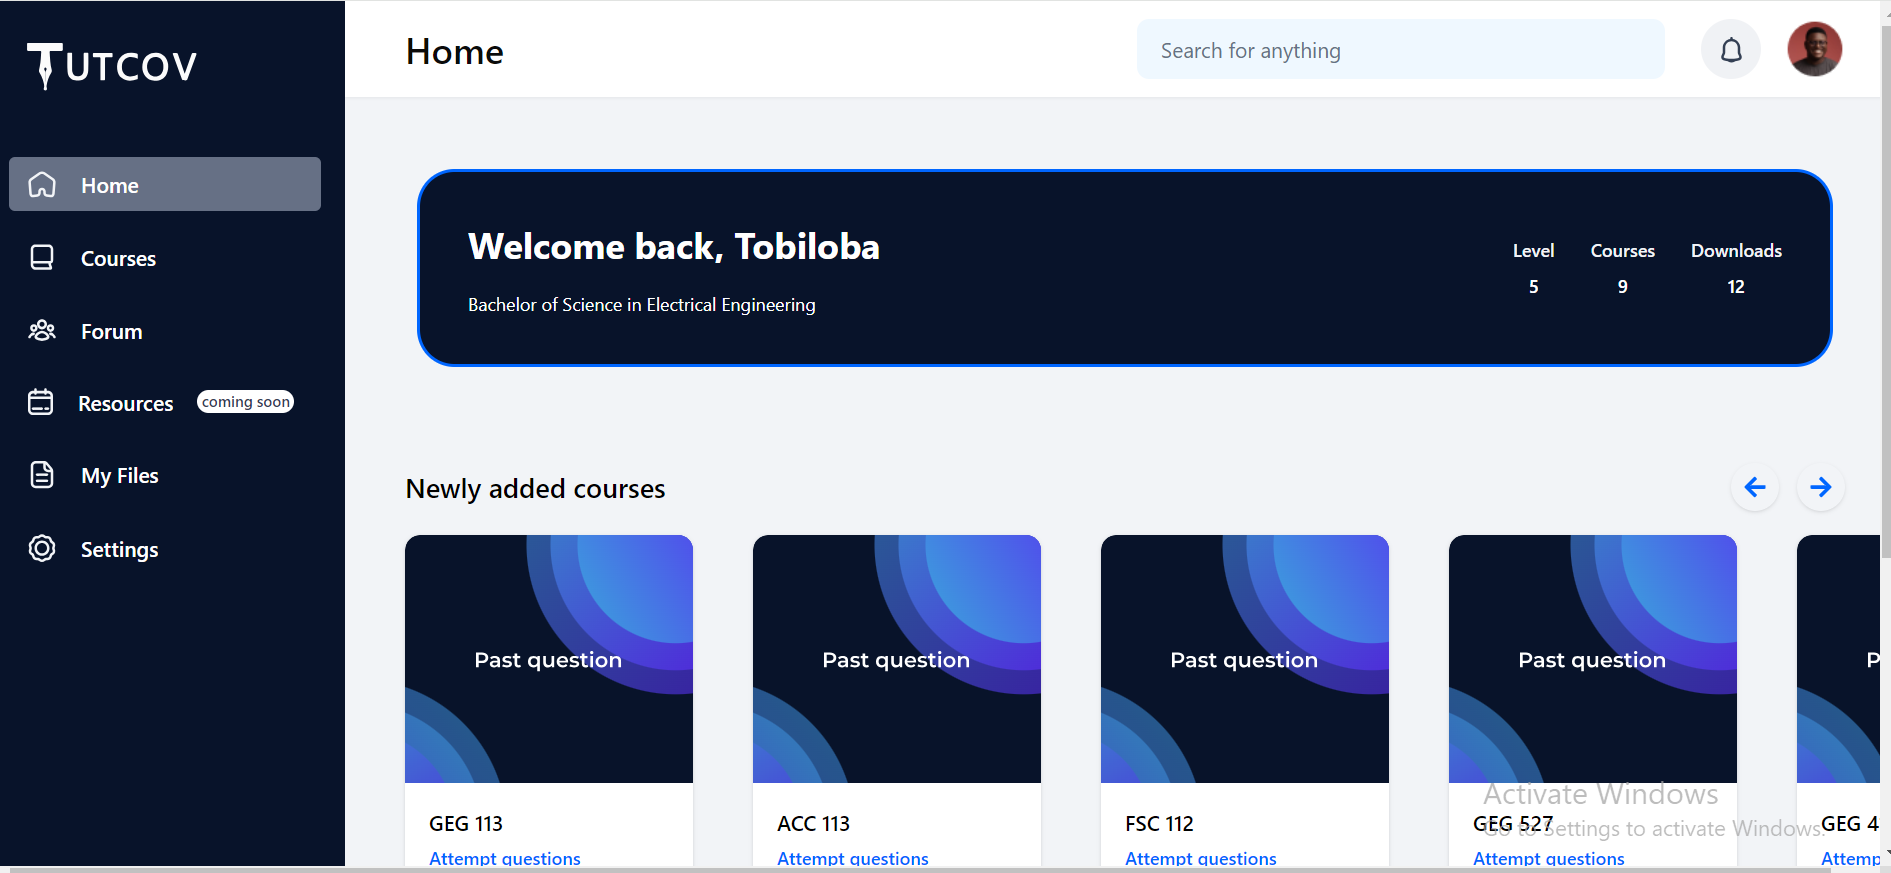 TUTCOV
Home
Search for anything
Home
Courses
Forum
Resources coming soon
My Files
Settings
Welcome back, Tobiloba
Bachelor of Science in Electrical Engineering
Level Courses Downloads
5 9 12
Newly added courses
Past question Past question Past question Past question P
Activate Windows
GEG 113 ACC 113 FSC 112 GEG 527 GEG 4
Go to Settings to activate Windows.
Attempt questions Attempt questions Attempt questions Attempt questions Attemp